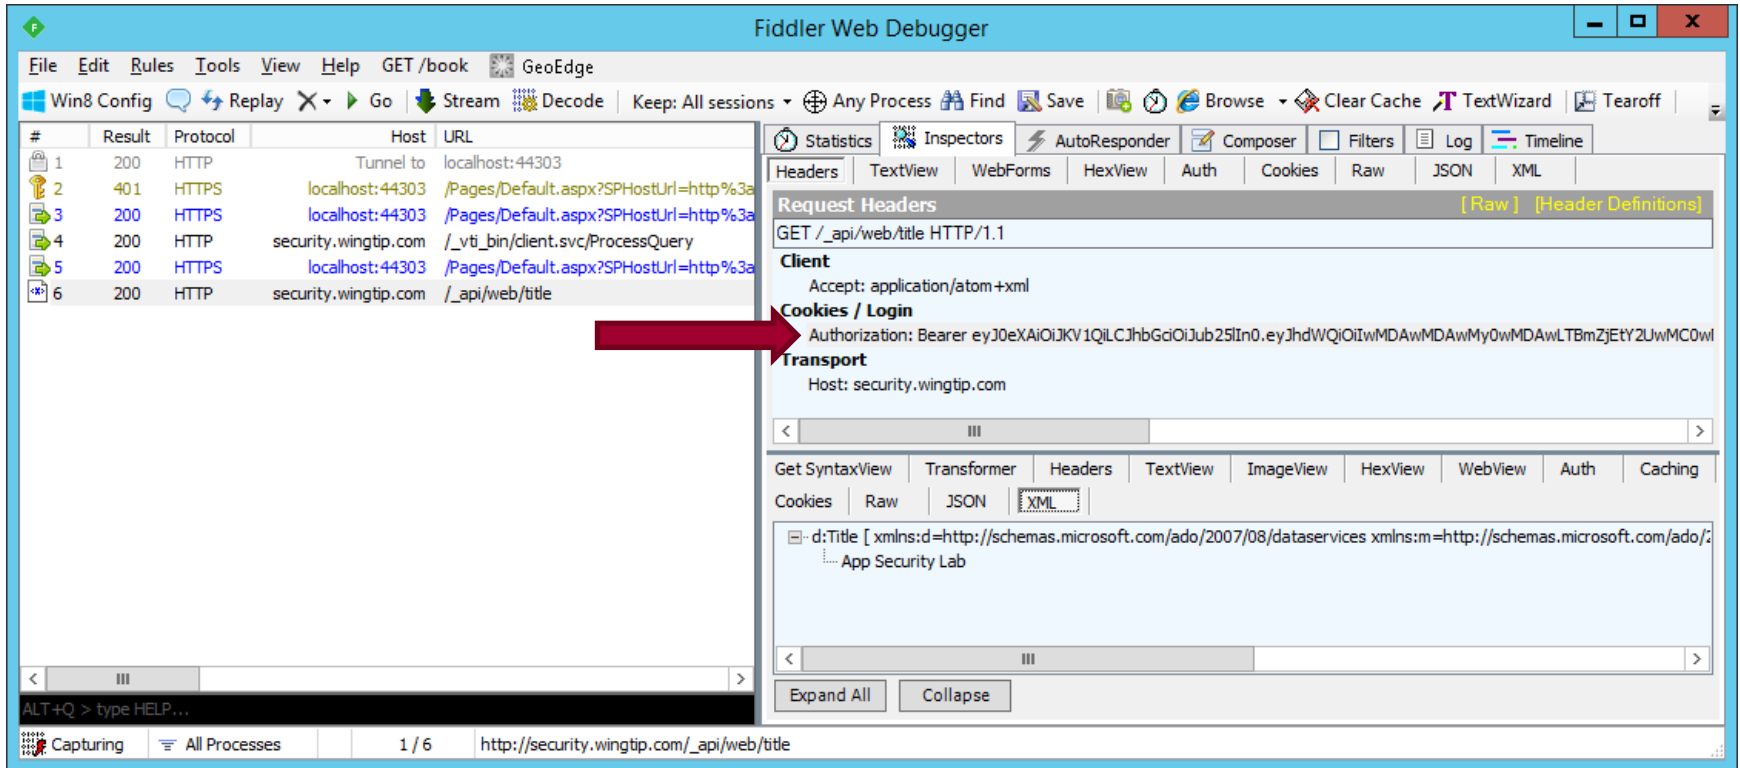 Fiddler Web Debugger
File Edit Rules Tools View Help GET /book GeoEdge
Win8 Config Replay Go Stream Decode Keep: All sessions Any Process Find Save Browse Clear Cache TextWizard Tearoff
# Result Protocol Host URL
1 200 HTTP Tunnel to localhost:44303
2 401 HTTPS localhost:44303 /Pages/Default.aspx?SPHostUrl=http%3a
3 200 HTTPS localhost:44303 /Pages/Default.aspx?SPHostUrl=http%3a
4 200 HTTP security.wingtip.com /_vti_bin/client.svc/ProcessQuery
5 200 HTTPS localhost:44303 /Pages/Default.aspx?SPHostUrl=http%3a
6 200 HTTP security.wingtip.com /_api/web/title
ALT+Q > type HELP...
Statistics Inspectors AutoResponder Composer Filters Log Timeline
Headers TextView WebForms HexView Auth Cookies Raw JSON XML
Request Headers [ Raw ] [Header Definitions]
GET /_api/web/title HTTP/1.1
Client
Accept: application/atom+xml
Cookies / Login
Authorization: Bearer eyJ0eXAiOiJKV1QiLCJhbGciOiJub25lIn0.eyJhdWQiOiIwMDAwMDAwMy0wMDAwLTBmZjEtY2UwMC0wl
Transport
Host: security.wingtip.com
Get SyntaxView Transformer Headers TextView ImageView HexView WebView Auth Caching
Cookies Raw JSON XML
d:Title [ xmlns:d=http://schemas.microsoft.com/ado/2007/08/dataservices xmlns:m=http://schemas.microsoft.com/ado/2
App Security Lab
Expand All Collapse
Capturing All Processes 1 / 6 http://security.wingtip.com/_api/web/title